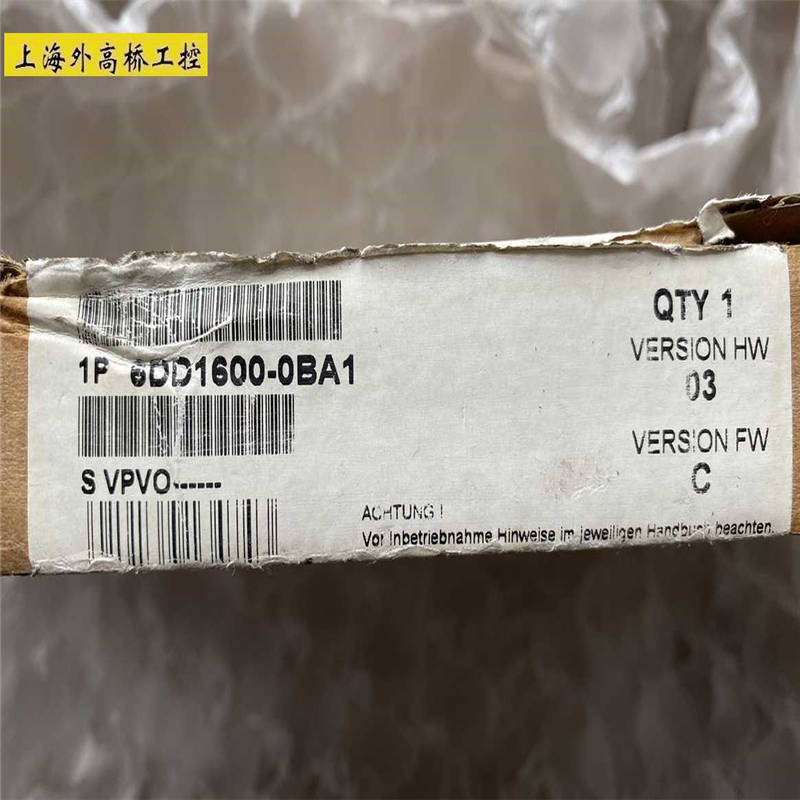 上海外高桥工控
QTY 1
VERSION HW
03
1P 6DD1600-0BA1
VERSION FW
C
S VPVO------
ACHTUNG !
Vor Inbetriebnahme Hinweise im jeweiligen Handbuch beachten.